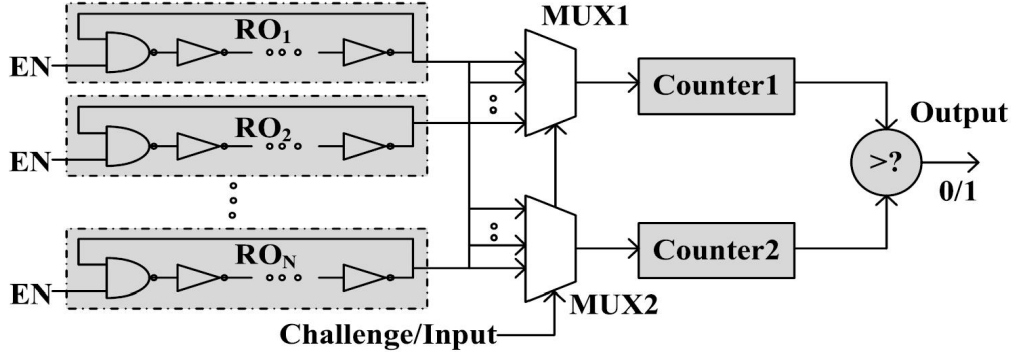 RO1
MUX1
EN
Counter1
RO2
Output
EN
>?
0/1
RON
Counter2
EN
MUX2
Challenge/Input